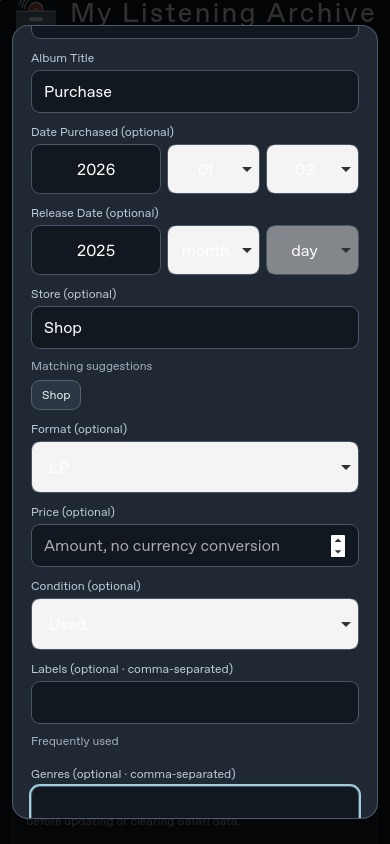 My Listening Archive
Album Title
Purchase
Date Purchased (optional)
2026 01 02
Release Date (optional)
2025 month day
Store (optional)
Shop
Matching suggestions
Shop
Format (optional)
LP
Price (optional)
Amount, no currency conversion
Condition (optional)
Used
Labels (optional · comma-separated)
Frequently used
Genres (optional · comma-separated)
before updating or clearing Safari data.